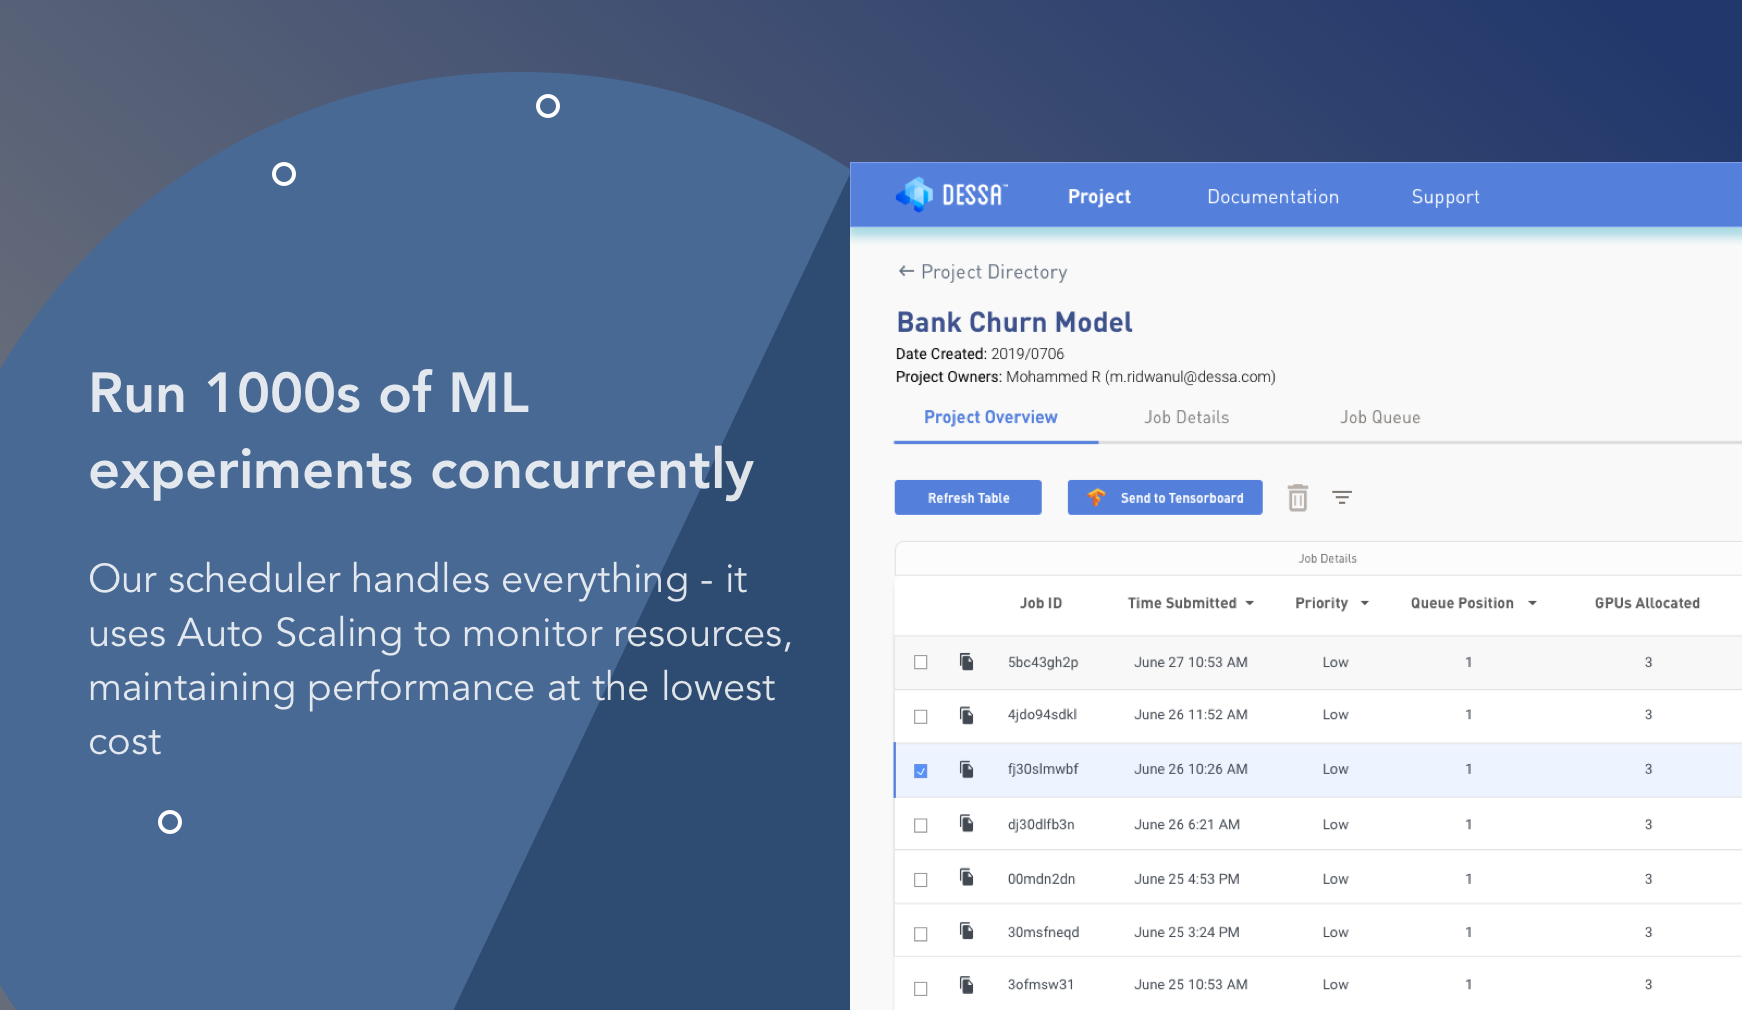 Run 1000s of ML
experiments concurrently
Our scheduler handles everything - it
uses Auto Scaling to monitor resources,
maintaining performance at the lowest
cost
DESSA™ Project Documentation Support
← Project Directory
Bank Churn Model
Date Created: 2019/0706
Project Owners: Mohammed R (m.ridwanul@dessa.com)
Project Overview Job Details Job Queue
Refresh Table Send to Tensorboard
Job Details
Job ID Time Submitted Priority Queue Position GPUs Allocated
5bc43gh2p June 27 10:53 AM Low 1 3
4jdo94sdkl June 26 11:52 AM Low 1 3
fj30slmwbf June 26 10:26 AM Low 1 3
dj30dlfb3n June 26 6:21 AM Low 1 3
00mdn2dn June 25 4:53 PM Low 1 3
30msfneqd June 25 3:24 PM Low 1 3
3ofmsw31 June 25 10:53 AM Low 1 3